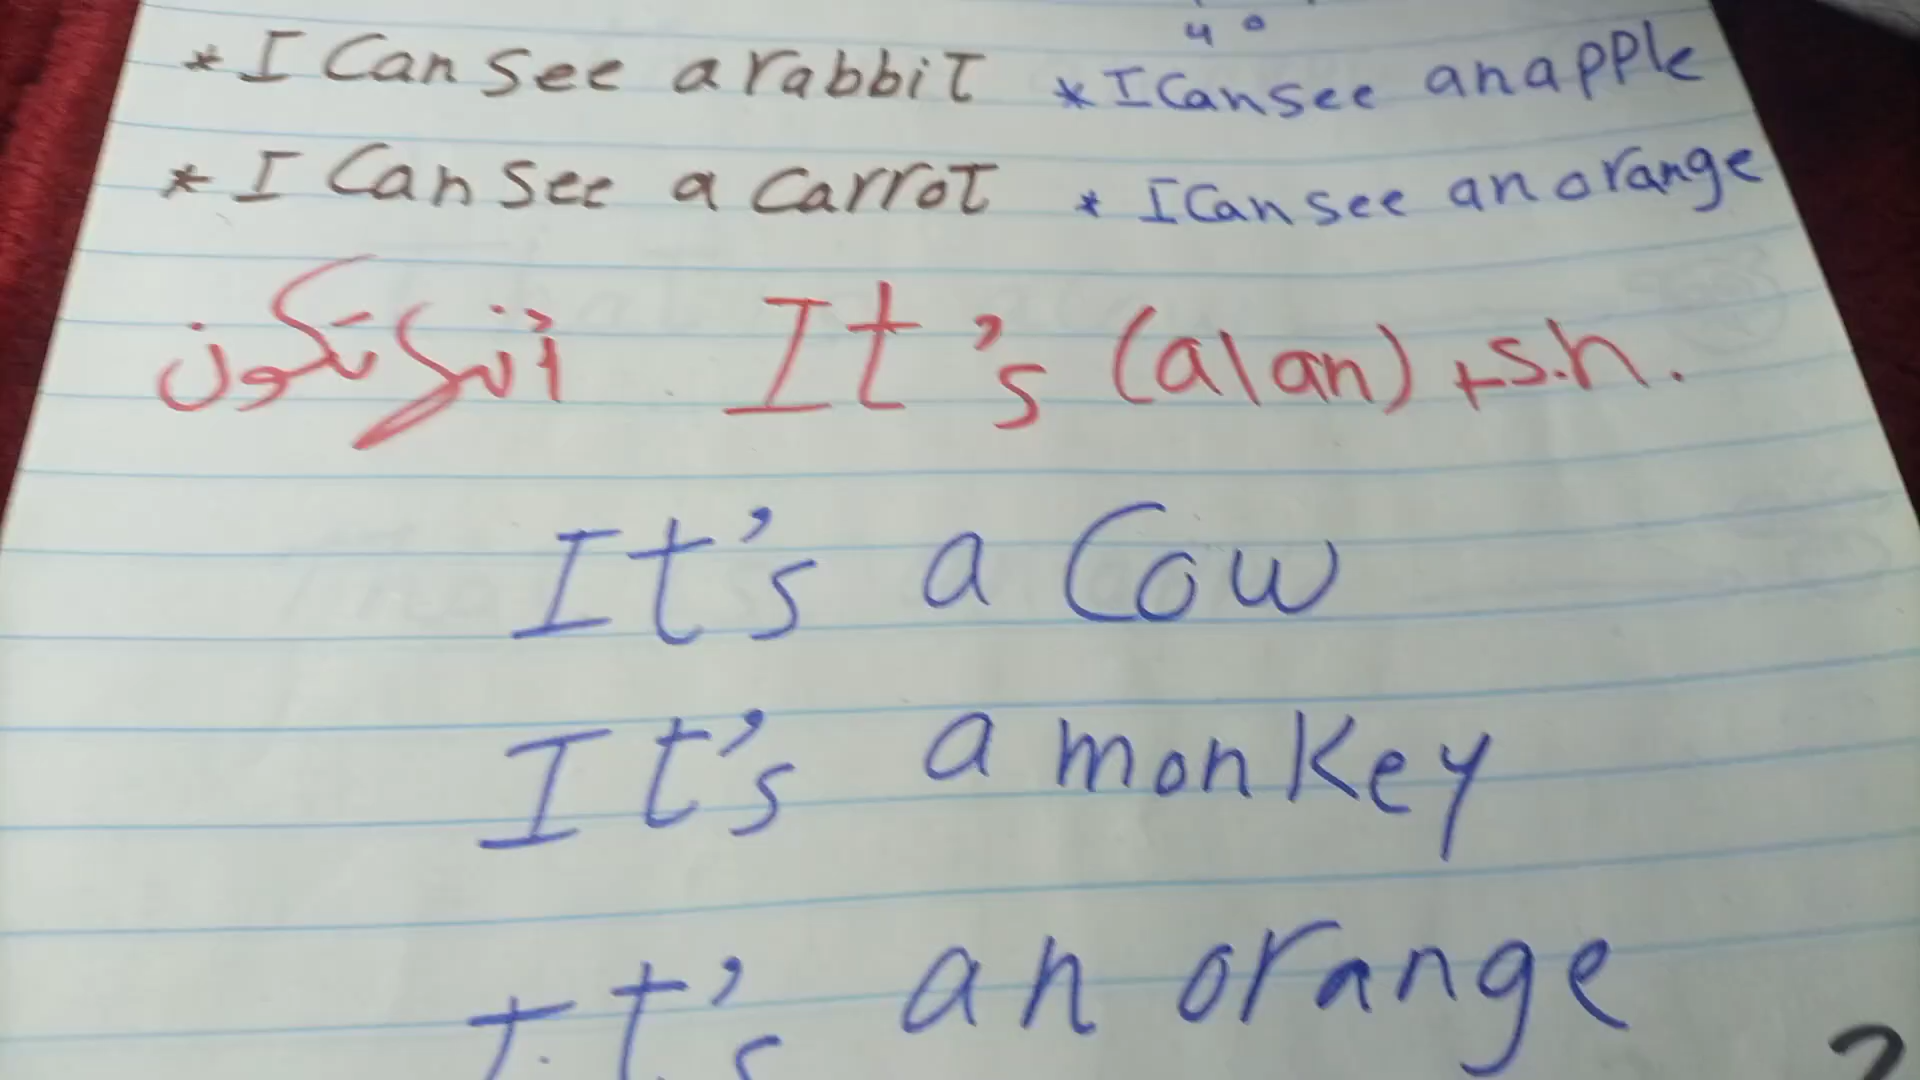 * I Can See a rabbit * I Can see an apple
* I Can See a Carrot * I Can see an orange
It's (a\an) + s.n. تكون
It's a Cow
It's a monkey
It's an orange